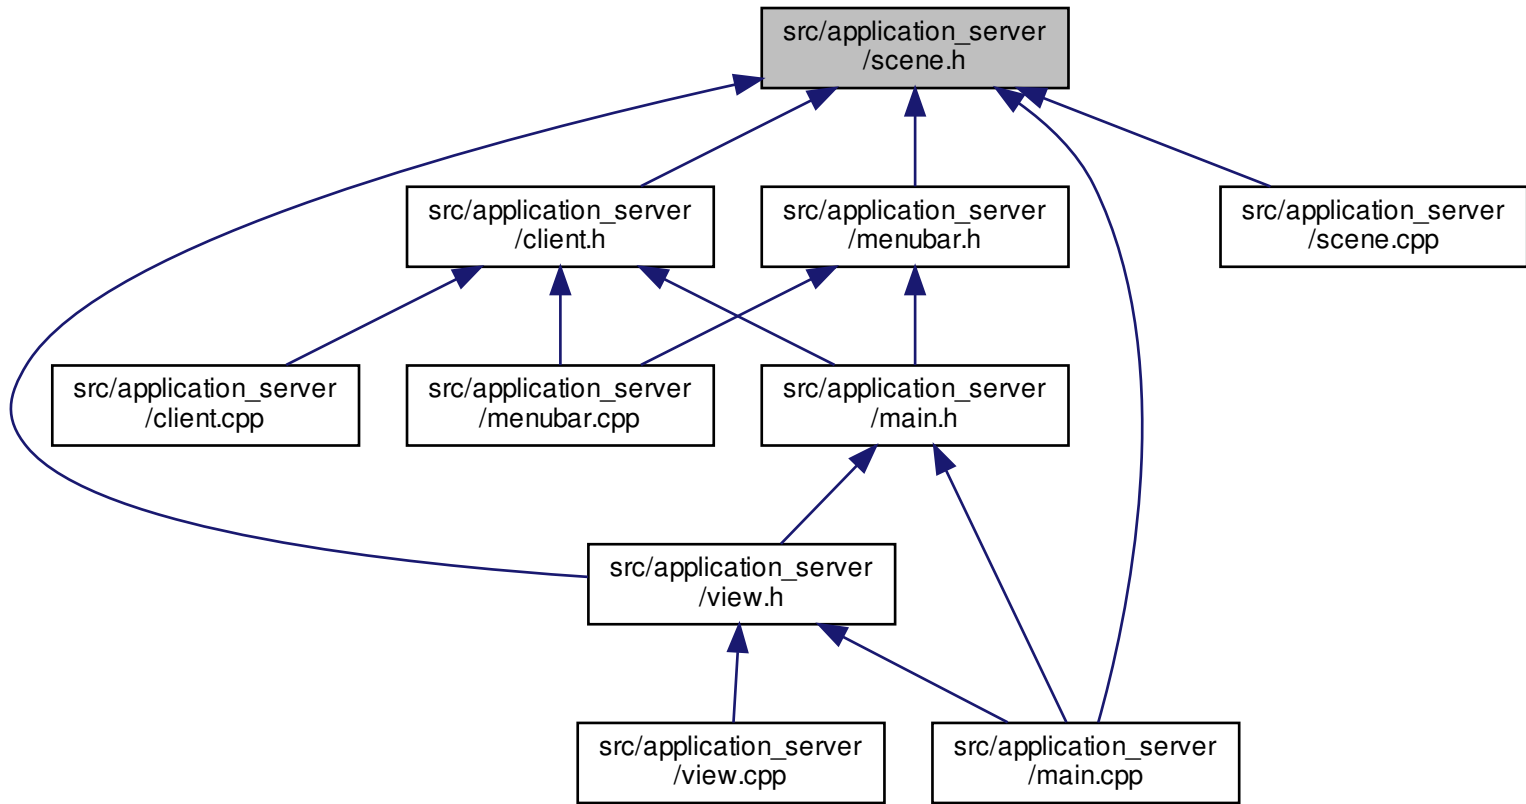 src/application_server
/scene.h
src/application_server
/client.h
src/application_server
/menubar.h
src/application_server
/scene.cpp
src/application_server
/client.cpp
src/application_server
/menubar.cpp
src/application_server
/main.h
src/application_server
/view.h
src/application_server
/view.cpp
src/application_server
/main.cpp